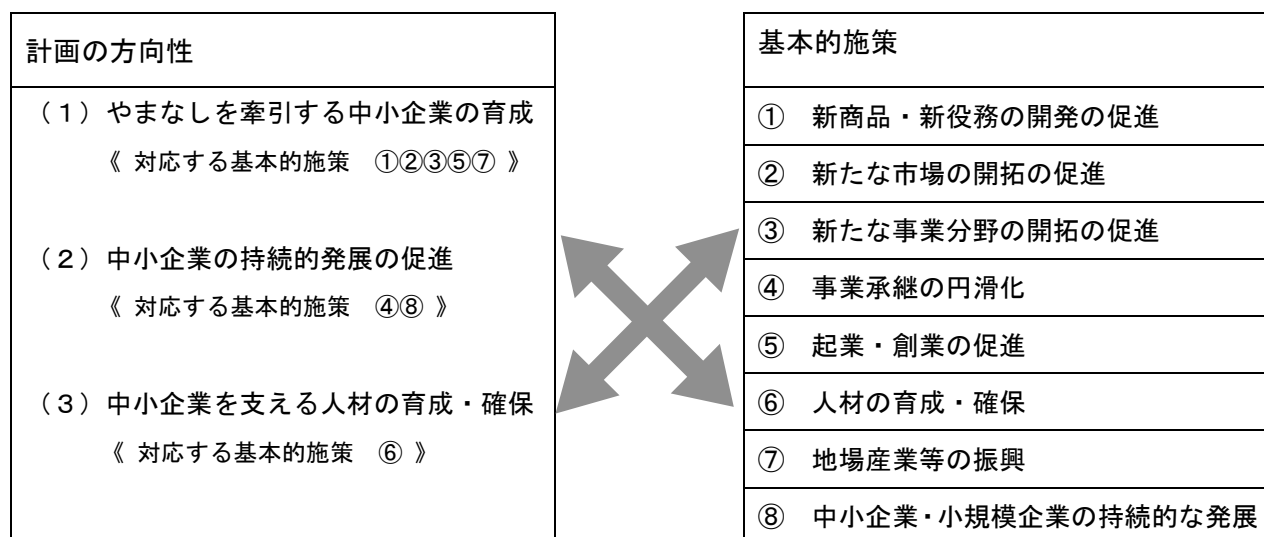 計画の方向性
（１）やまなしを牽引する中小企業の育成
《 対応する基本的施策　①②③⑤⑦ 》
（２）中小企業の持続的発展の促進
《 対応する基本的施策　④⑧ 》
（３）中小企業を支える人材の育成・確保
《 対応する基本的施策　⑥ 》
基本的施策
①　新商品・新役務の開発の促進
②　新たな市場の開拓の促進
③　新たな事業分野の開拓の促進
④　事業承継の円滑化
⑤　起業・創業の促進
⑥　人材の育成・確保
⑦　地場産業等の振興
⑧　中小企業・小規模企業の持続的な発展